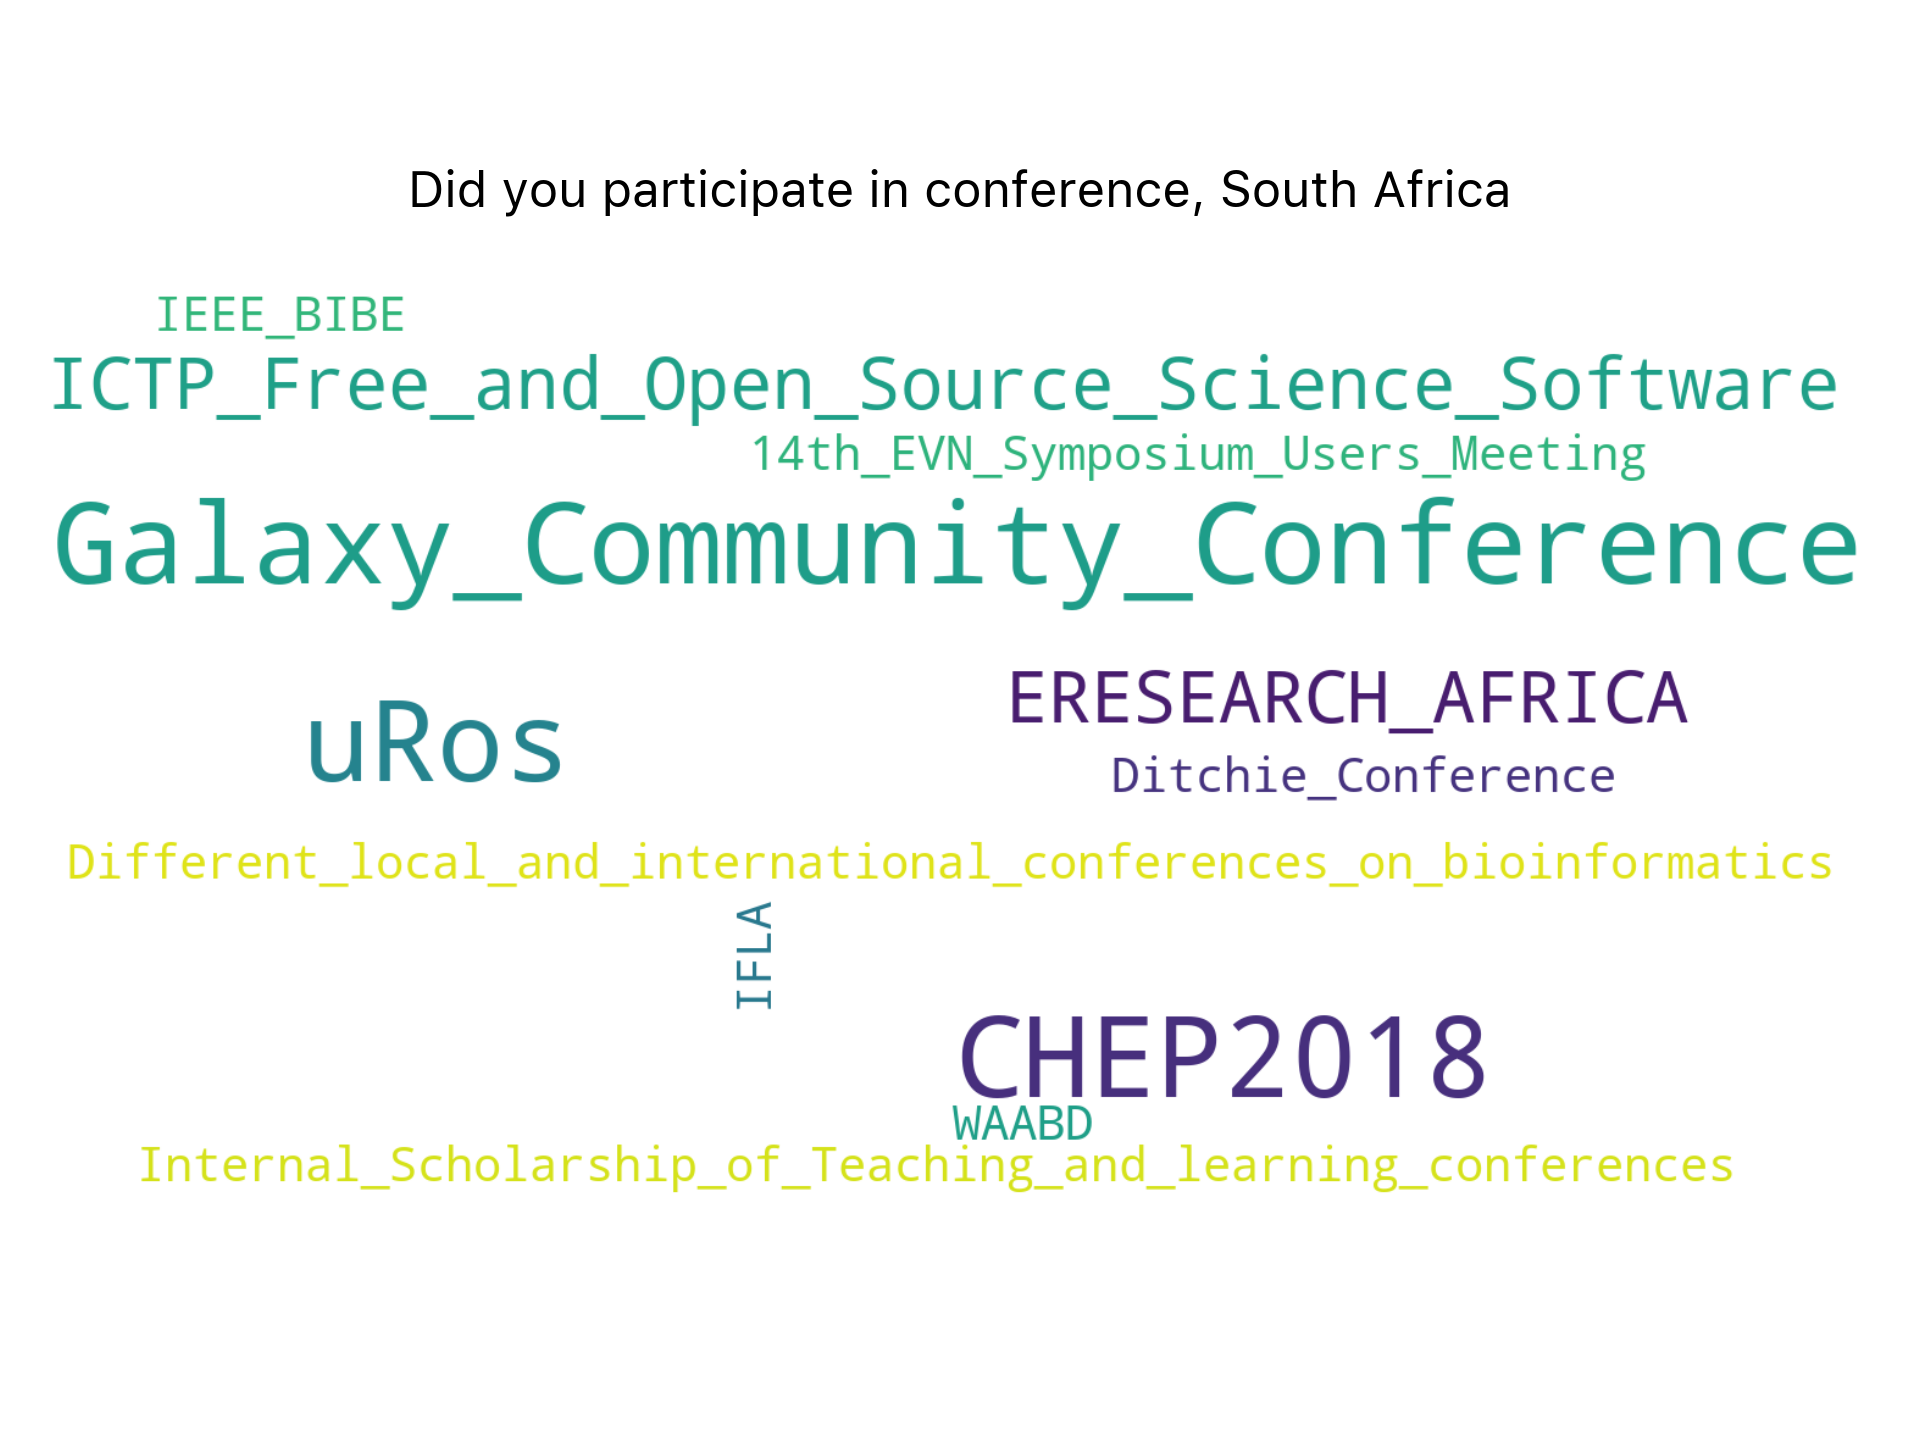 Did you participate in conference, South Africa
IEEE_BIBE
ICTP_Free_and_Open_Source_Science_Software
14th_EVN_Symposium_Users_Meeting
Galaxy_Community_Conference
ERESEARCH_AFRICA
uRos
Ditchie_Conference
Different_local_and_international_conferences_on_bioinformatics
IFLA
CHEP2018
WAABD
Internal_Scholarship_of_Teaching_and_learning_conferences